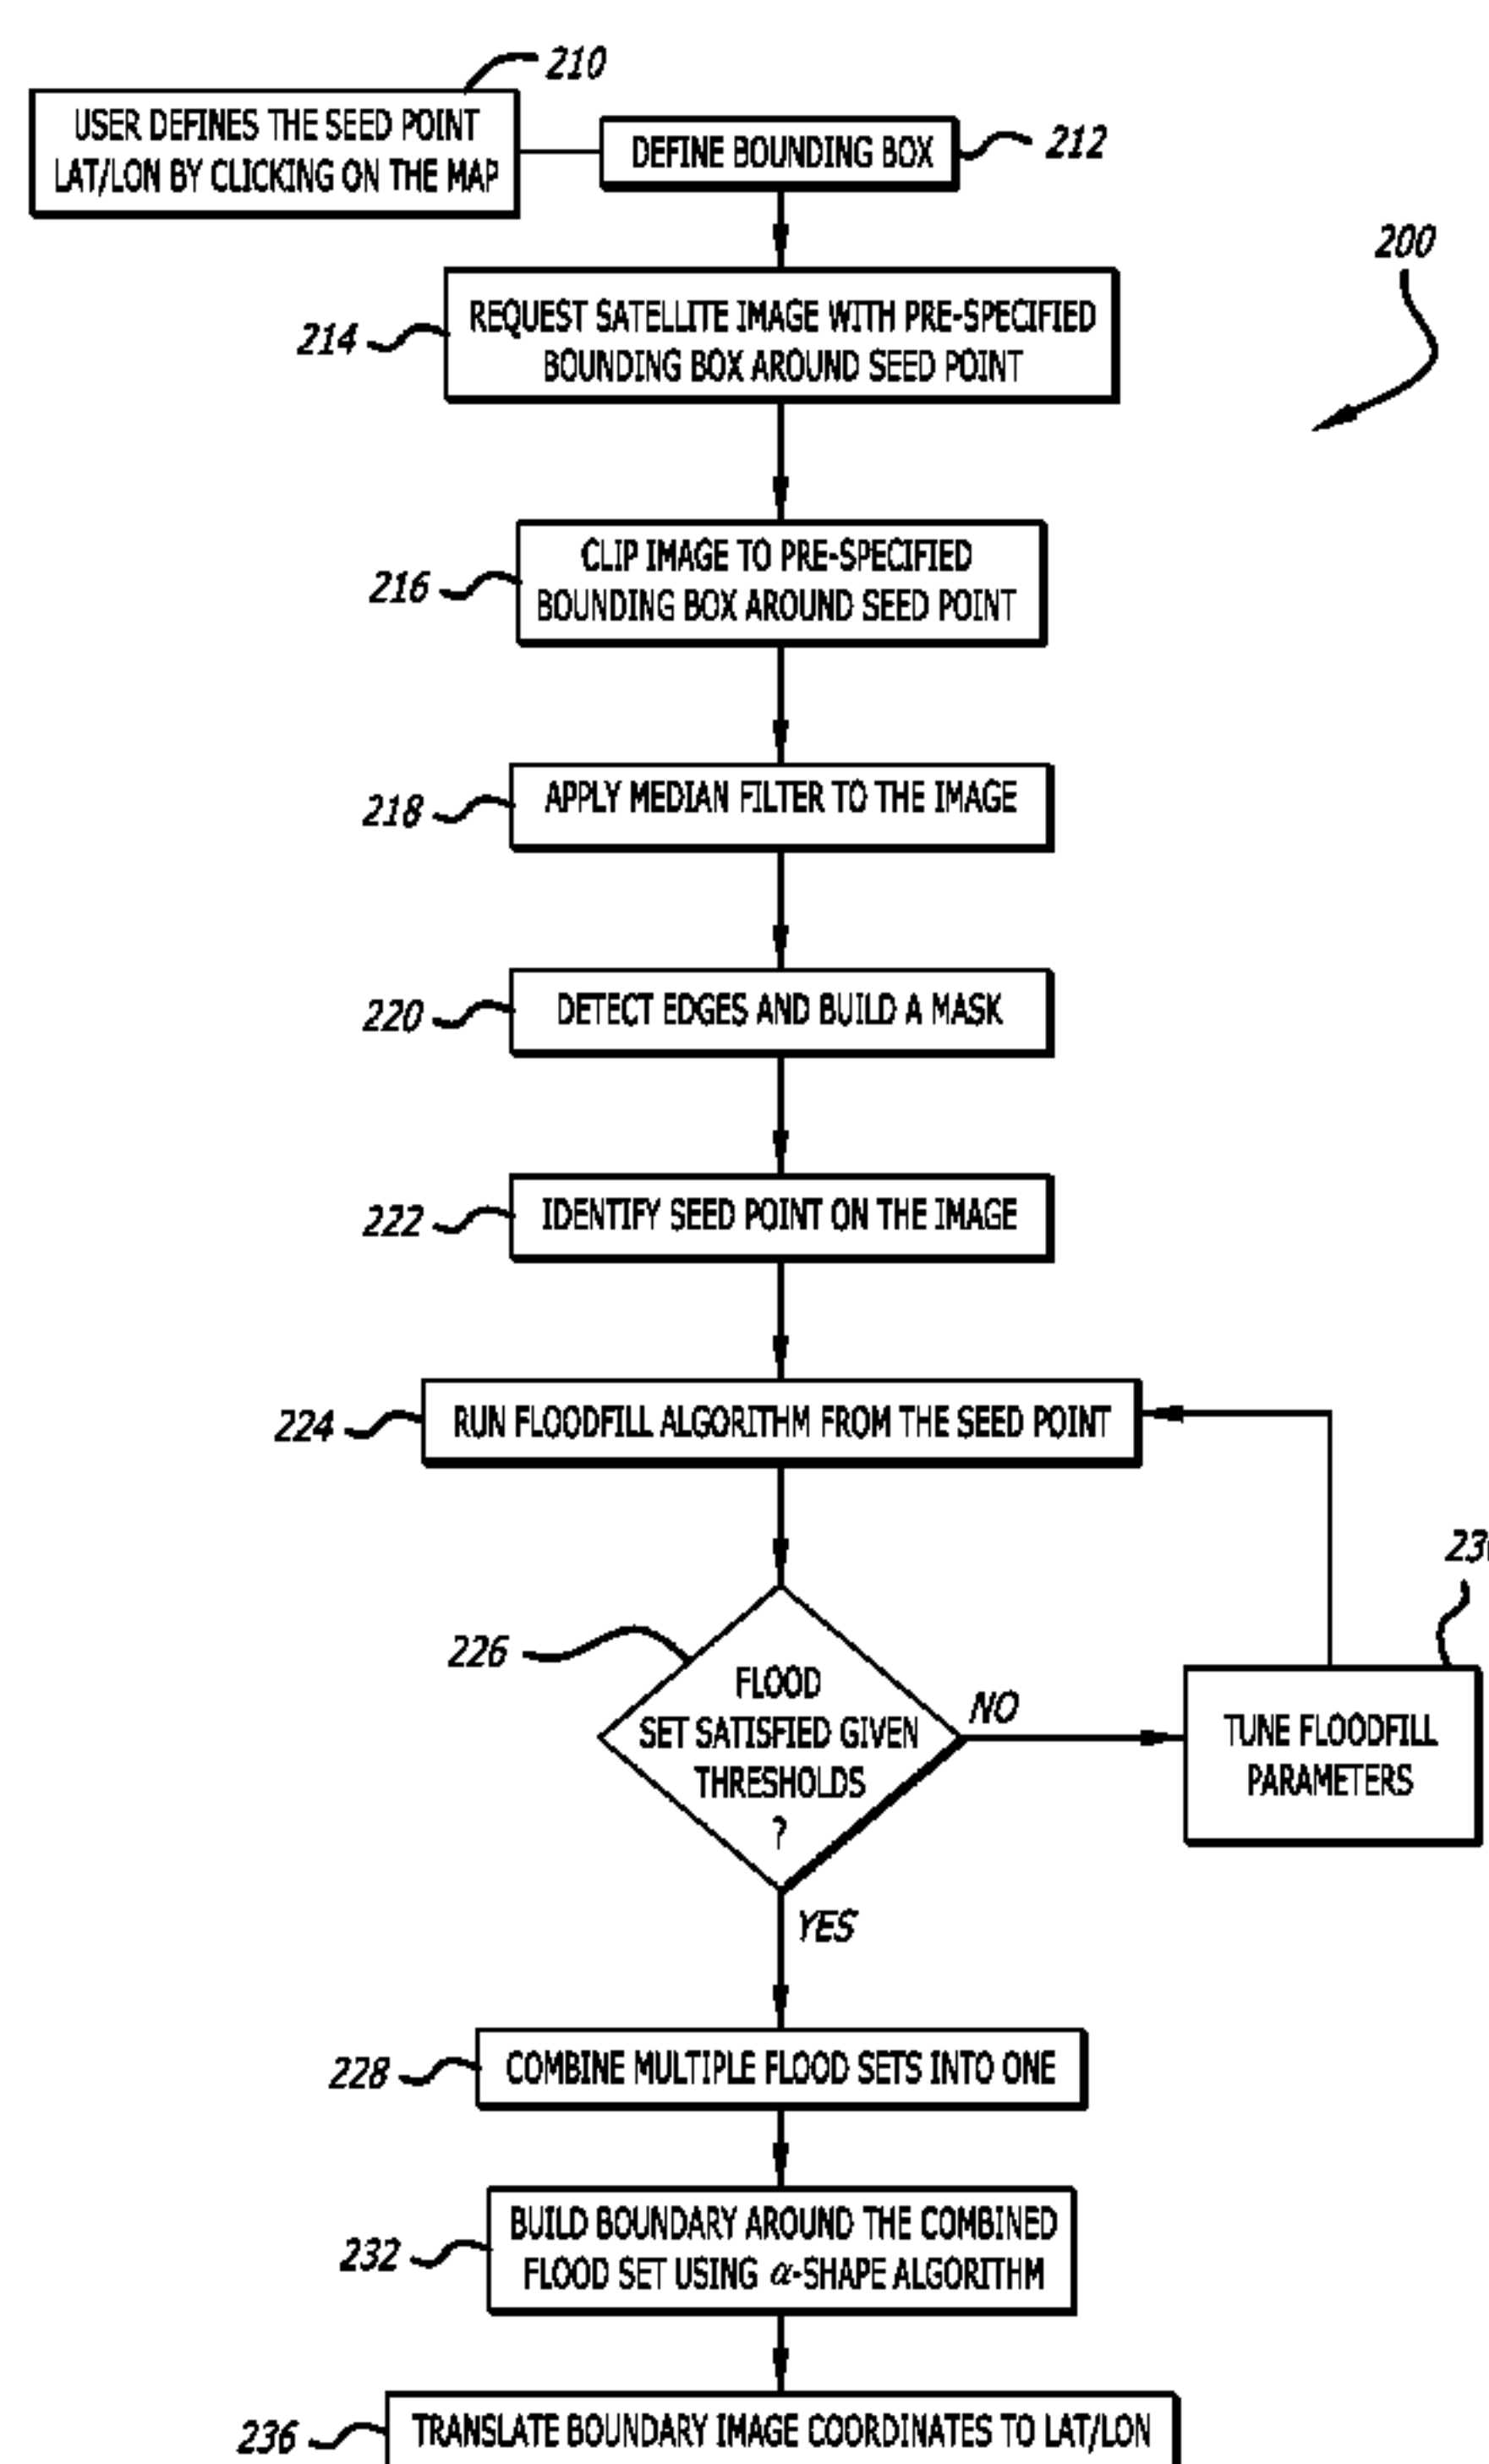 210
USER DEFINES THE SEED POINT
LAT/LON BY CLICKING ON THE MAP
DEFINE BOUNDING BOX
212
200
214
REQUEST SATELLITE IMAGE WITH PRE-SPECIFIED
BOUNDING BOX AROUND SEED POINT
216
CLIP IMAGE TO PRE-SPECIFIED
BOUNDING BOX AROUND SEED POINT
218
APPLY MEDIAN FILTER TO THE IMAGE
220
DETECT EDGES AND BUILD A MASK
222
IDENTIFY SEED POINT ON THE IMAGE
224
RUN FLOODFILL ALGORITHM FROM THE SEED POINT
226
FLOOD
SET SATISFIED GIVEN
THRESHOLDS
?
NO
TUNE FLOODFILL
PARAMETERS
YES
228
COMBINE MULTIPLE FLOOD SETS INTO ONE
232
BUILD BOUNDARY AROUND THE COMBINED
FLOOD SET USING α-SHAPE ALGORITHM
236
TRANSLATE BOUNDARY IMAGE COORDINATES TO LAT/LON